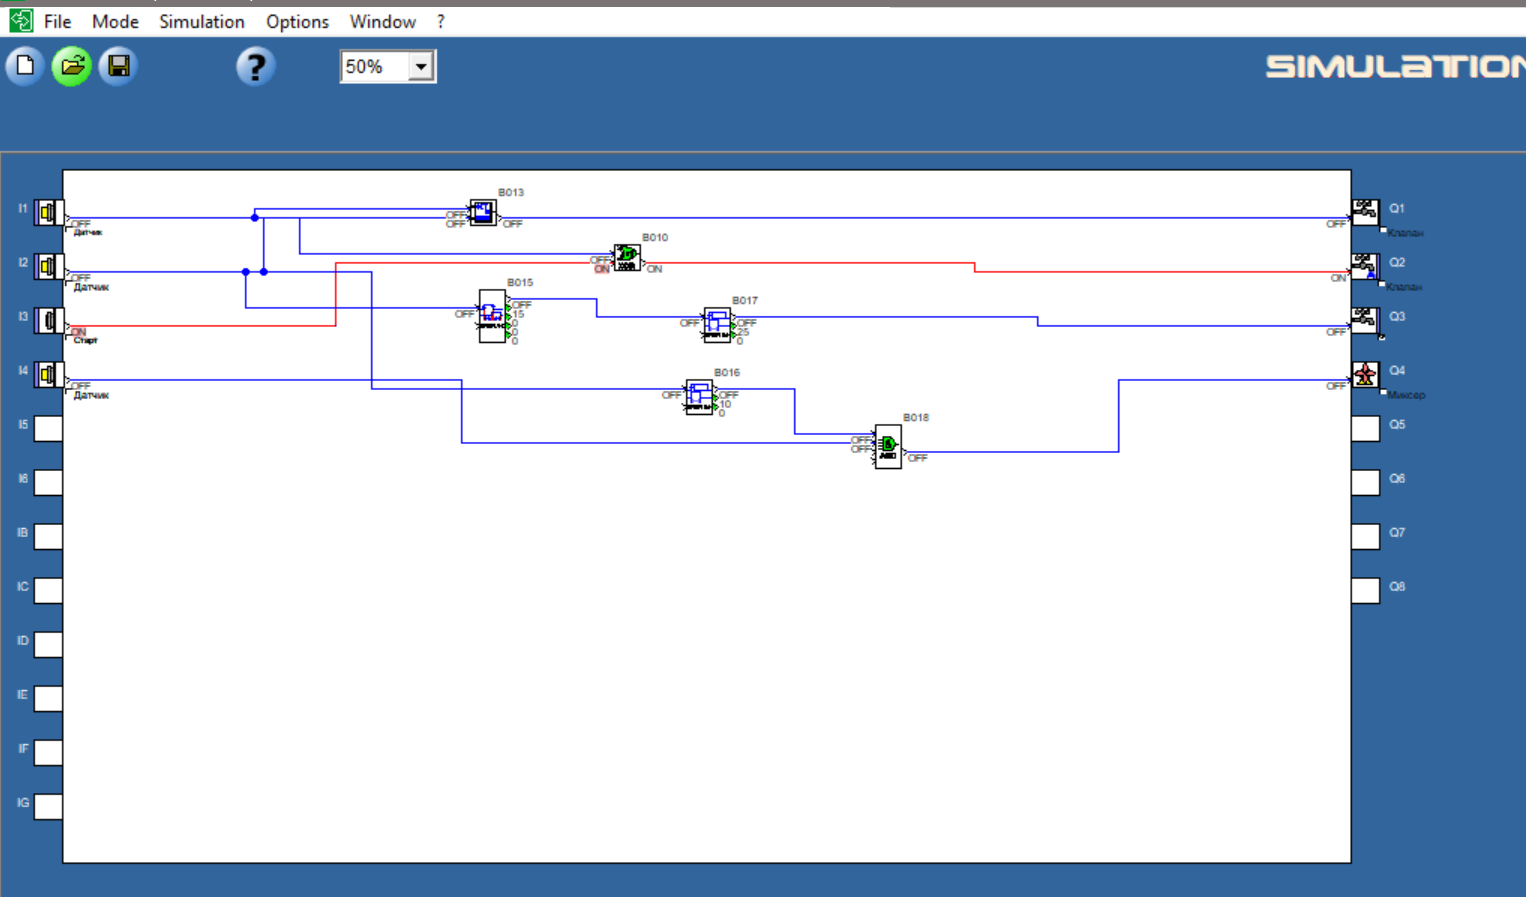 File Mode Simulation Options Window ?
50%
SIMULATION
I1
OFF
Датчик
B013
OFF
OFF
OFF
OFF
Q1
Клапан
I2
OFF
Датчик
B010
OFF
ON
ON
ON
Q2
Клапан
I3
ON
Старт
B015
OFF
OFF
15
0
0
0
B017
OFF
OFF
25
0
OFF
Q3
I4
OFF
Датчик
B016
OFF
OFF
10
0
B018
OFF
OFF
OFF
OFF
Q4
Миксер
I5
Q5
I6
Q6
IB
Q7
IC
Q8
ID
IE
IF
IG